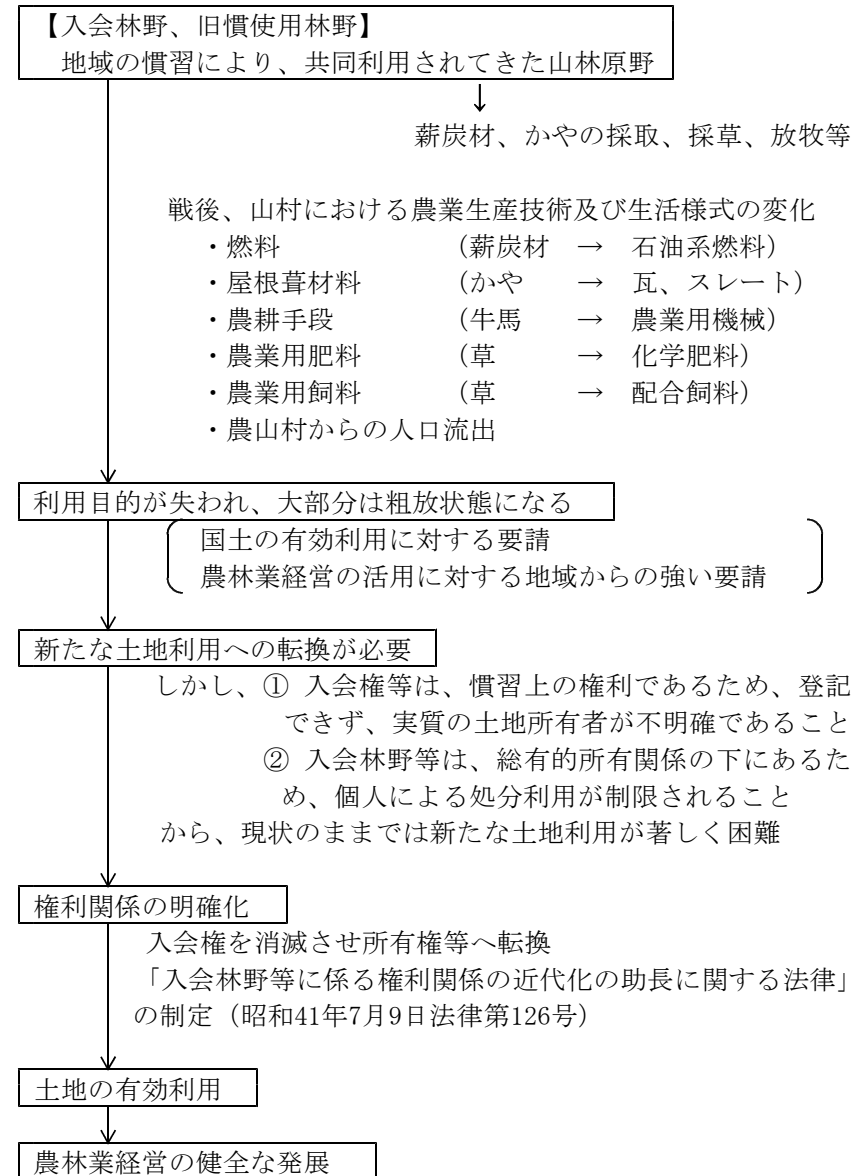 【入会林野、旧慣使用林野】
地域の慣習により、共同利用されてきた山林原野
↓
薪炭材、かやの採取、採草、放牧等
戦後、山村における農業生産技術及び生活様式の変化
・燃料 (薪炭材 → 石油系燃料)
・屋根葺材料 (かや → 瓦、スレート)
・農耕手段 (牛馬 → 農業用機械)
・農業用肥料 (草 → 化学肥料)
・農業用飼料 (草 → 配合飼料)
・農山村からの人口流出
利用目的が失われ、大部分は粗放状態になる
国土の有効利用に対する要請
農林業経営の活用に対する地域からの強い要請
新たな土地利用への転換が必要
しかし、① 入会権等は、慣習上の権利であるため、登記
できず、実質の土地所有者が不明確であること
② 入会林野等は、総有的所有関係の下にあるた
め、個人による処分利用が制限されること
から、現状のままでは新たな土地利用が著しく困難
権利関係の明確化
入会権を消滅させ所有権等へ転換
「入会林野等に係る権利関係の近代化の助長に関する法律」
の制定（昭和41年7月9日法律第126号）
土地の有効利用
農林業経営の健全な発展